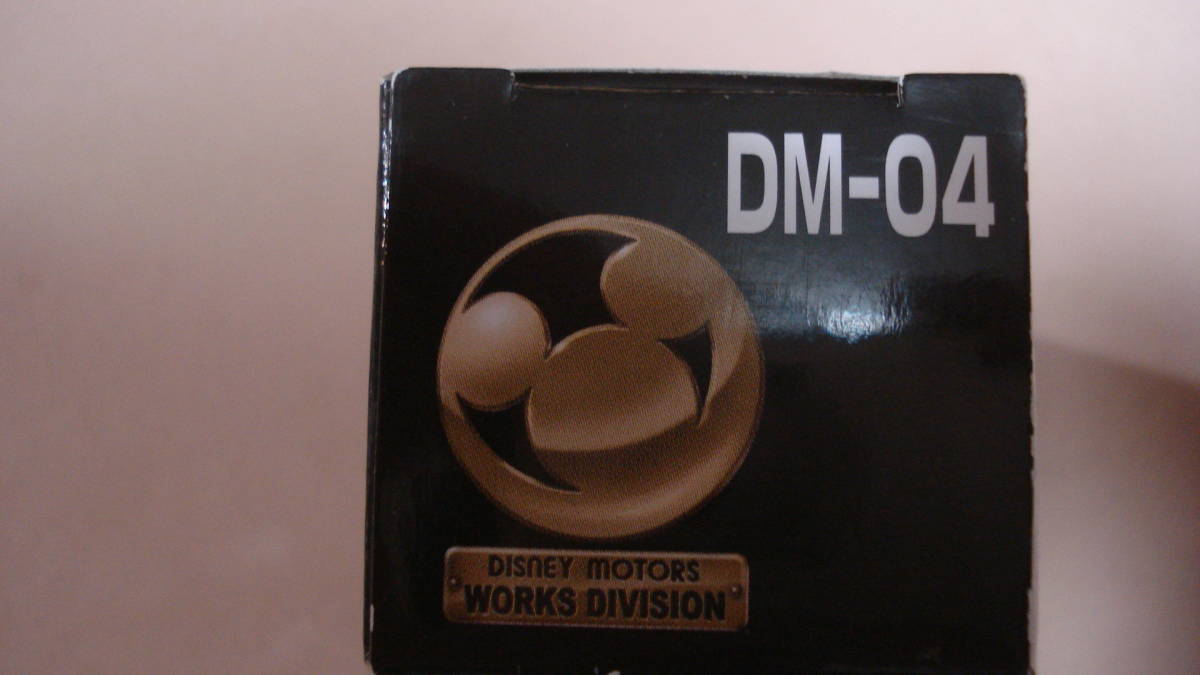 DM-04
DISNEY MOTORS
WORKS DIVISION